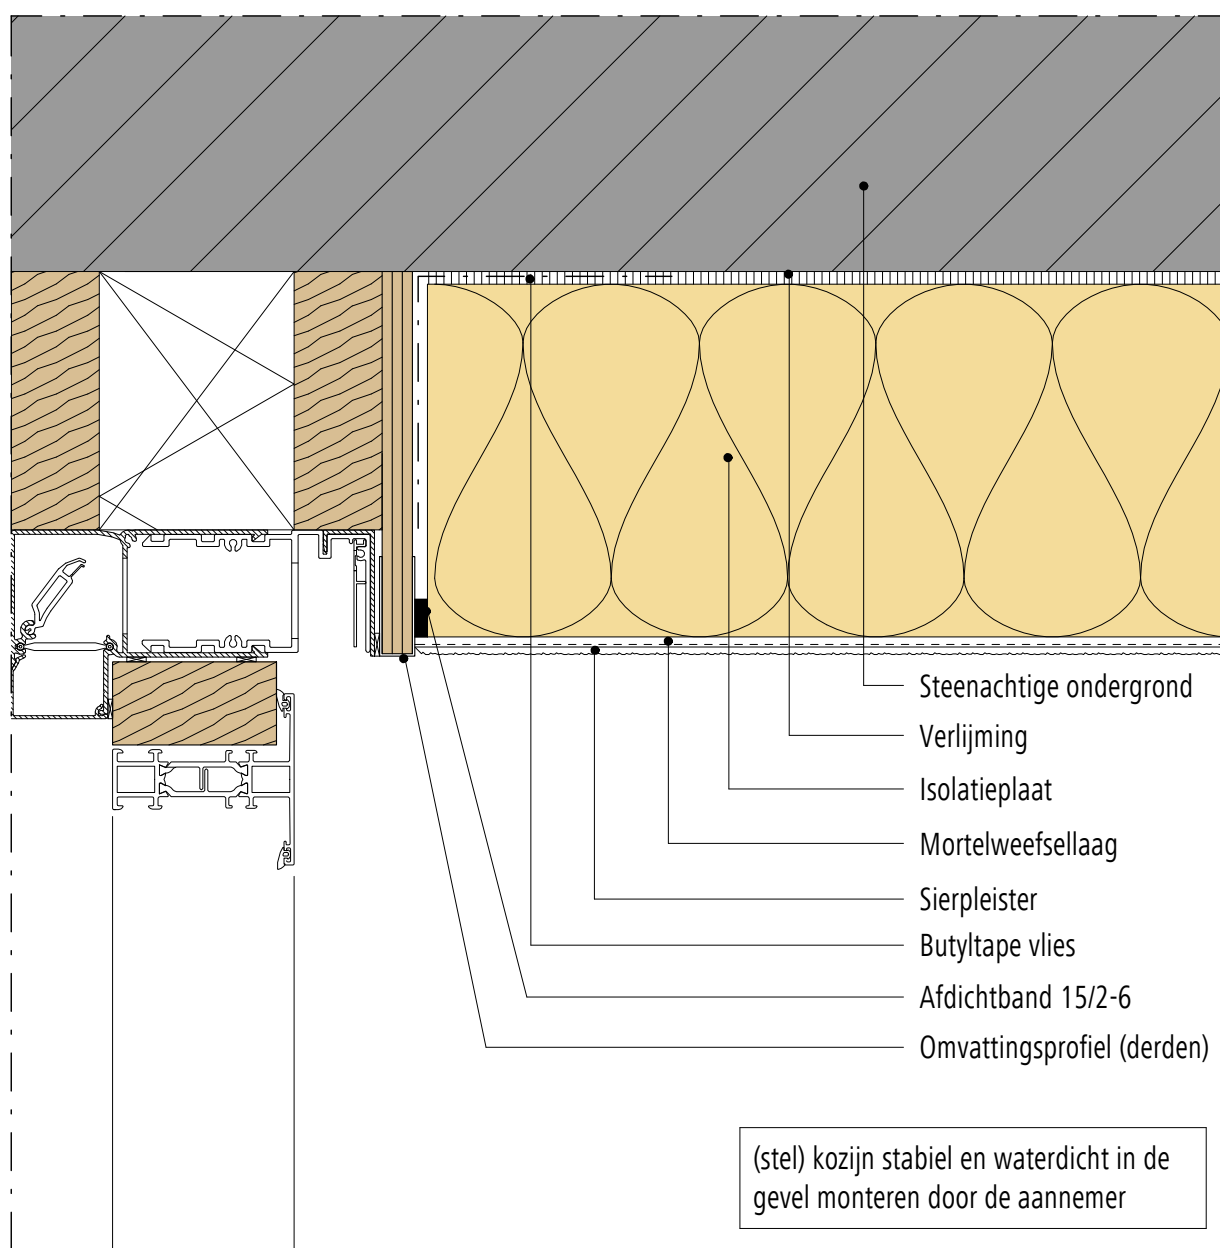 Steenachtige ondergrond
Verlijming
Isolatieplaat
Mortelweefsellaag
Sierpleister
Butyltape vlies
Afdichtband 15/2-6
Omvattingsprofiel (derden)
(stel) kozijn stabiel en waterdicht in de
gevel monteren door de aannemer